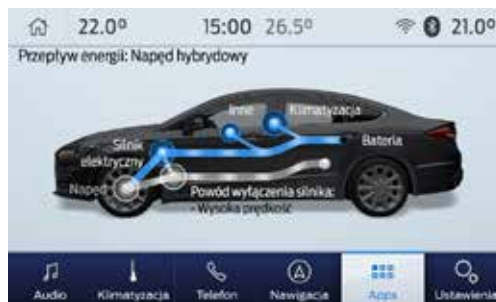 22.0° 15:00 26.5° 21.0°
Przepływ energii: Napęd hybrydowy
Inne
Klimatyzacja
Silnik
elektryczny
Bateria
Napęd
Powód wyłączenia silnika:
- Wysoka prędkość
Audio Klimatyzacja Telefon Nawigacja Apps Ustawienia